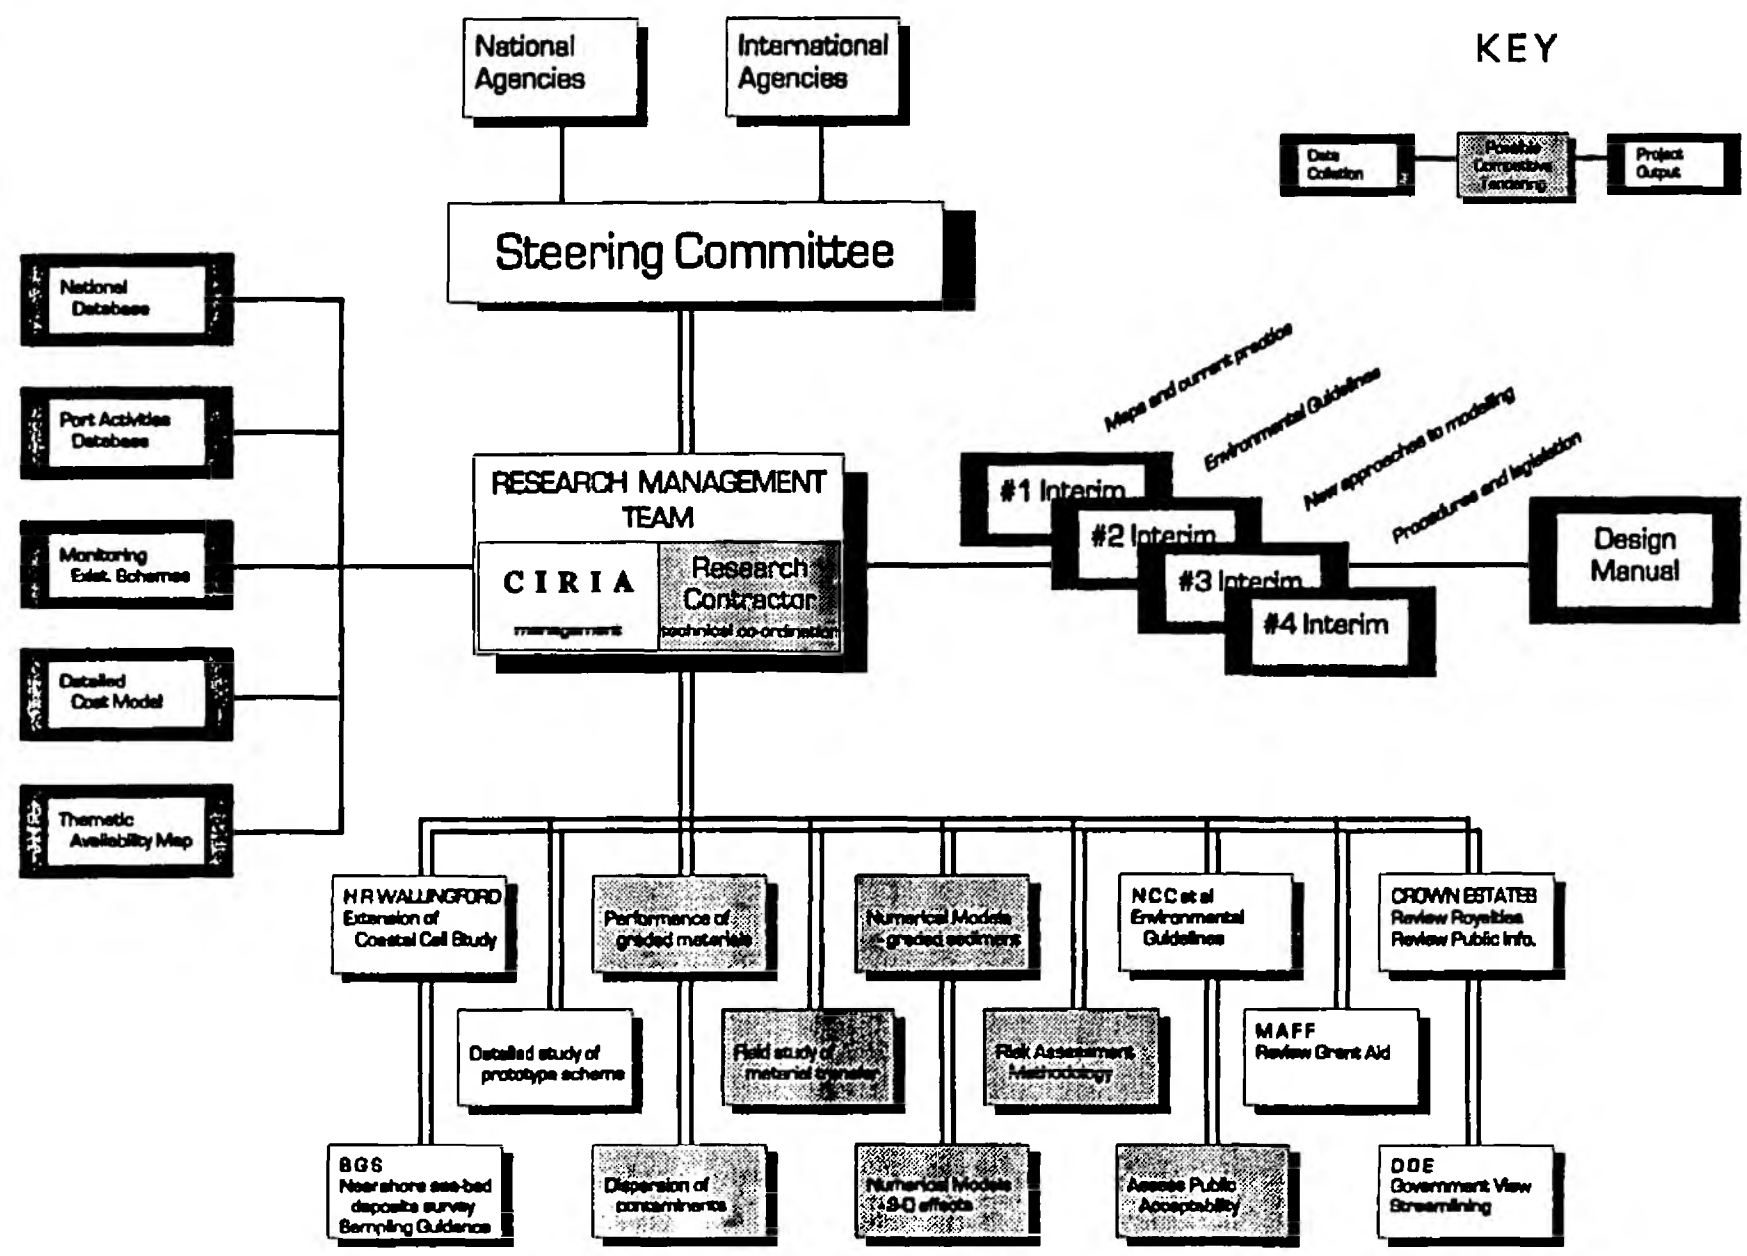 National
Agencies
International
Agencies
KEY
Data
Collation
Possible
Competitive
Tendering
Project
Output
Steering Committee
National
Database
Port Activities
Database
Monitoring
Exist. Schemes
Detailed
Cost Model
Thematic
Availability Map
RESEARCH MANAGEMENT
TEAM
CIRIA
management
Research
Contractor
technical co-ordination
Maps and current practice
Environmental Guidelines
New approaches to modelling
Procedures and legislation
#1 Interim
#2 Interim
#3 Interim
#4 Interim
Design
Manual
H R WALLINGFORD
Extension of
Coastal Cell Study
Performance of
graded materials
Numerical Models
- graded sediment
NCC et al
Environmental
Guidelines
CROWN ESTATES
Review Royalties
Review Public Info.
Detailed study of
prototype scheme
Field study of
material transfer
Risk Assessment
Methodology
MAFF
Review Grant Aid
BGS
Near shore sea-bed
deposits survey
Sampling Guidance
Dispersion of
contaminants
Numerical Models
effects
Assess Public
Acceptability
DOE
Government View
Streamlining